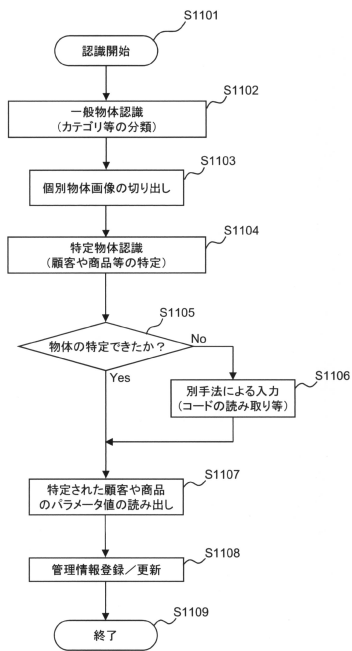 S1101
認識開始
S1102
一般物体認識
(カテゴリ等の分類)
S1103
個別物体画像の切り出し
S1104
特定物体認識
(顧客や商品等の特定)
S1105
物体の特定できたか?
No
Yes
S1106
別手法による入力
(コードの読み取り等)
S1107
特定された顧客や商品
のパラメータ値の読み出し
S1108
管理情報登録/更新
S1109
終了